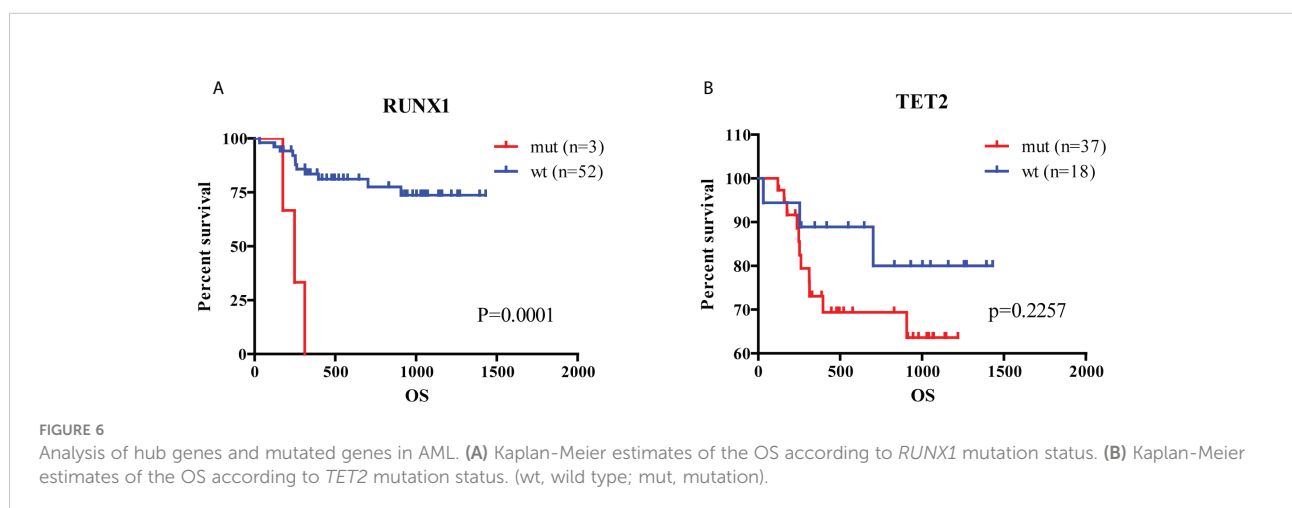 A
RUNX1
mut (n=3)
wt (n=52)
100
75
50
25
0
Percent survival
P=0.0001
0 500 1000 1500 2000
OS
B
TET2
mut (n=37)
wt (n=18)
110
100
90
80
70
60
Percent survival
p=0.2257
0 500 1000 1500 2000
OS
FIGURE 6
Analysis of hub genes and mutated genes in AML. (A) Kaplan-Meier estimates of the OS according to RUNX1 mutation status. (B) Kaplan-Meier
estimates of the OS according to TET2 mutation status. (wt, wild type; mut, mutation).